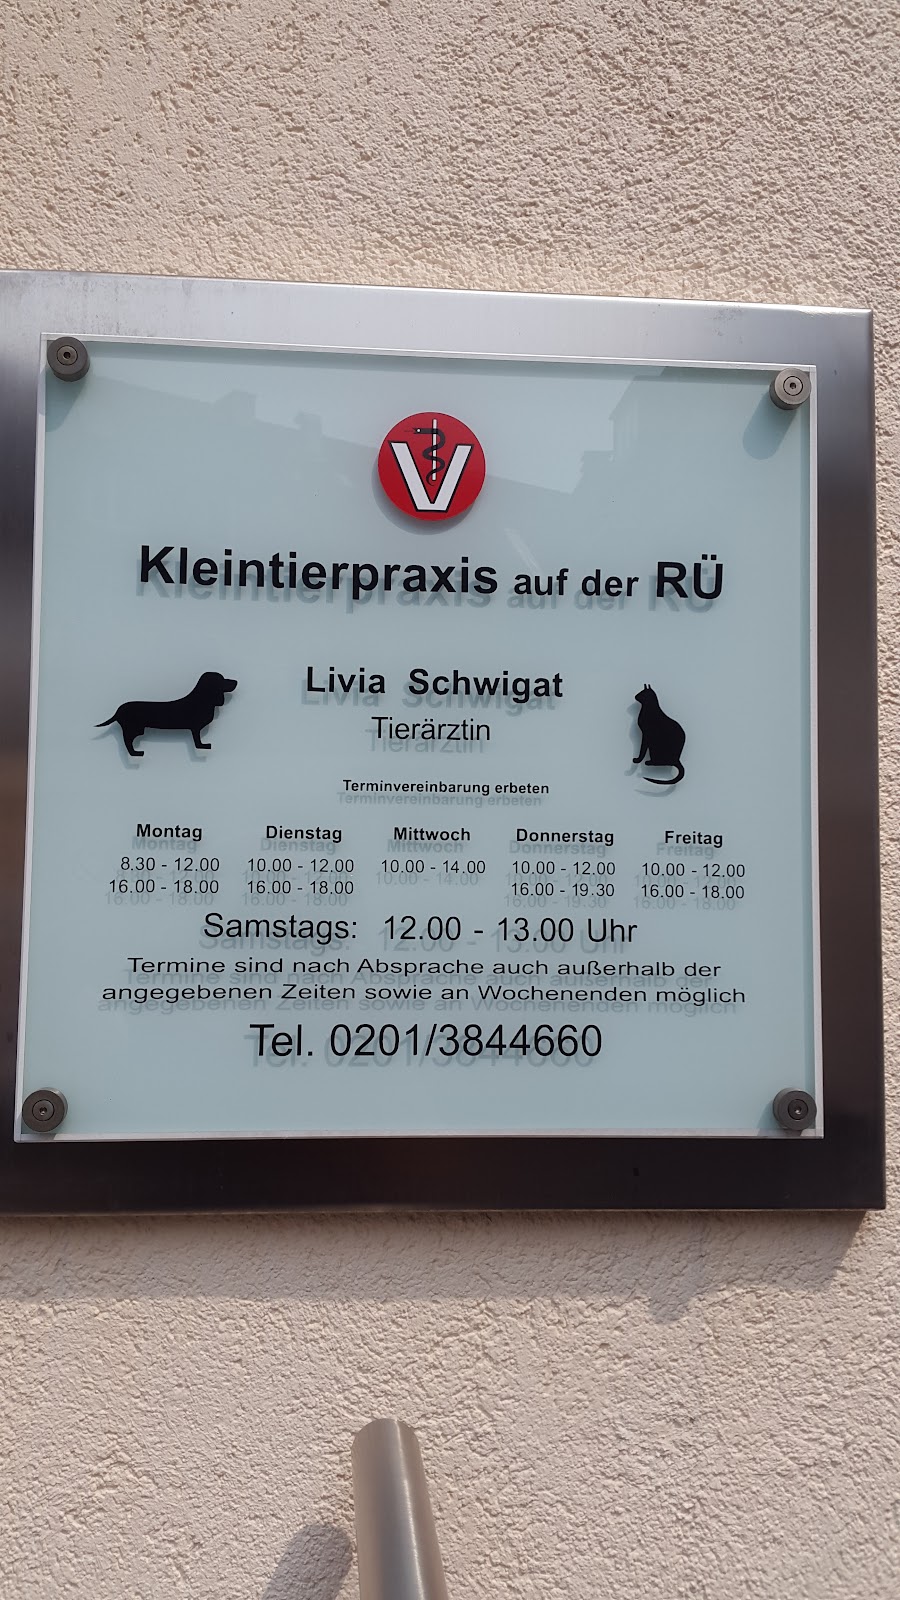 V
Kleintierpraxis auf der RÜ
Livia Schwigat
Tierärztin
Terminvereinbarung erbeten
Montag Dienstag Mittwoch Donnerstag Freitag
8.30 - 12.00 10.00 - 12.00 10.00 - 14.00 10.00 - 12.00 10.00 - 12.00
16.00 - 18.00 16.00 - 18.00 16.00 - 19.30 16.00 - 18.00
Samstags: 12.00 - 13.00 Uhr
Termine sind nach Absprache auch außerhalb der
angegebenen Zeiten sowie an Wochenenden möglich
Tel. 0201/3844660